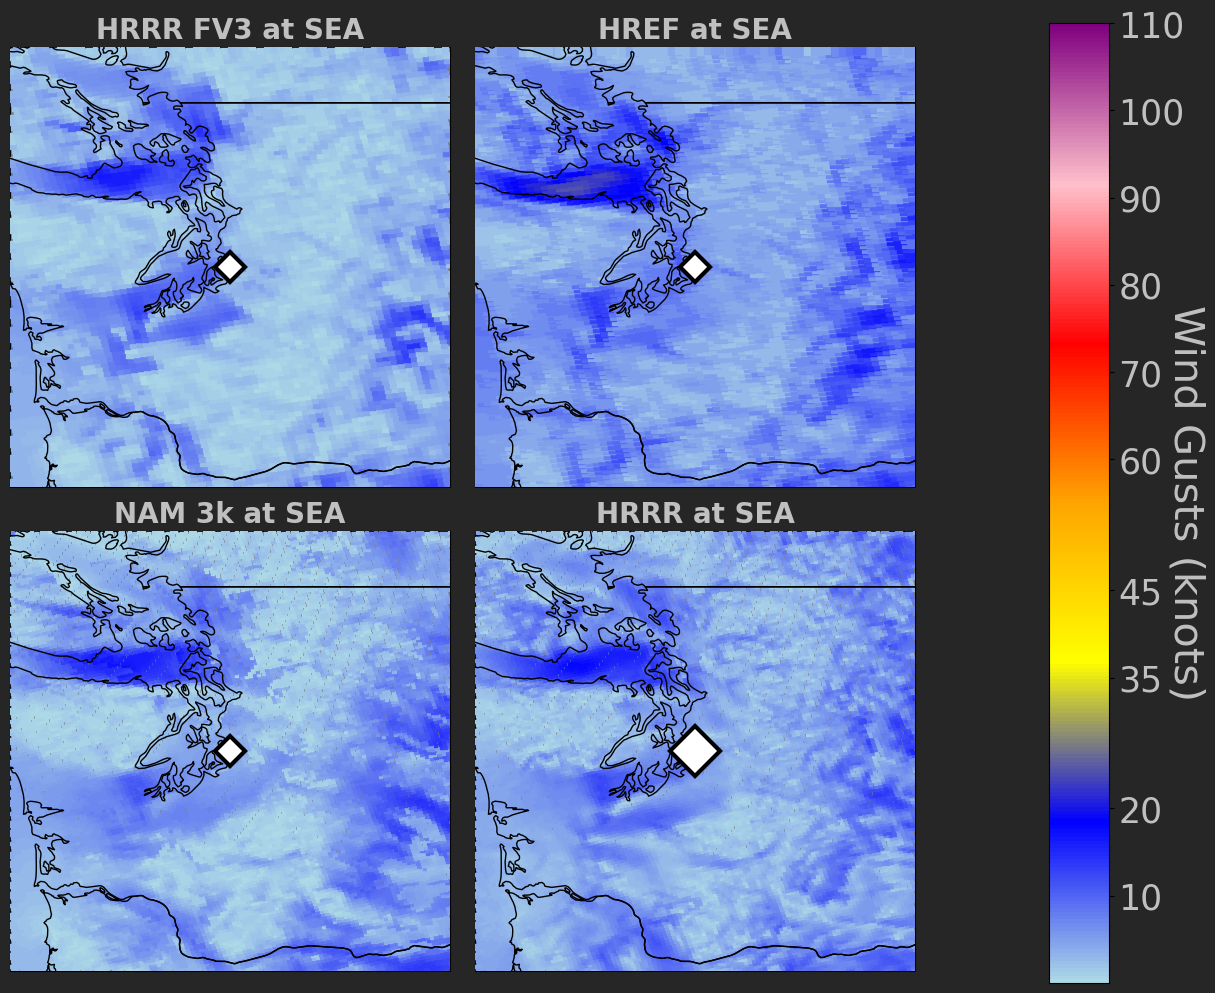 HRRR FV3 at SEA
HREF at SEA
NAM 3k at SEA
HRRR at SEA
110
100
90
80
70
60
45
35
20
10
Wind Gusts (knots)